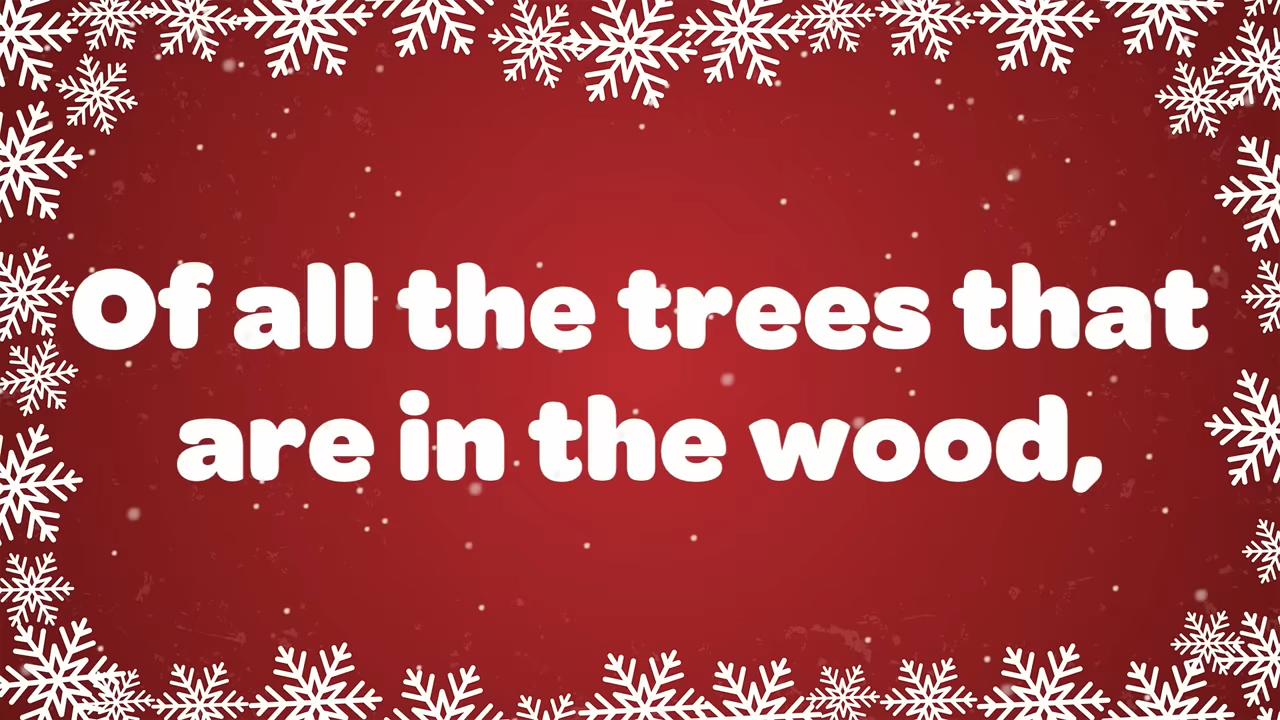 Of all the trees that
are in the wood,